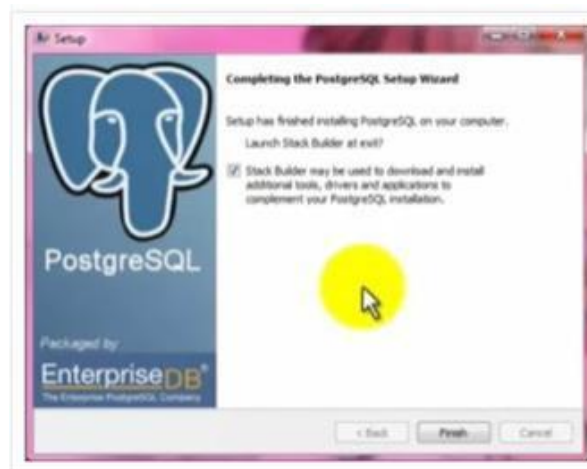 Setup
Completing the PostgreSQL Setup Wizard
Setup has finished installing PostgreSQL on your computer.
Launch Stack Builder at exit?
Stack Builder may be used to download and install
additional tools, drivers and applications to
complement your PostgreSQL installation.
PostgreSQL
Packaged by
EnterpriseDB®
The Enterprise PostgreSQL Company
< Back
Finish
Cancel